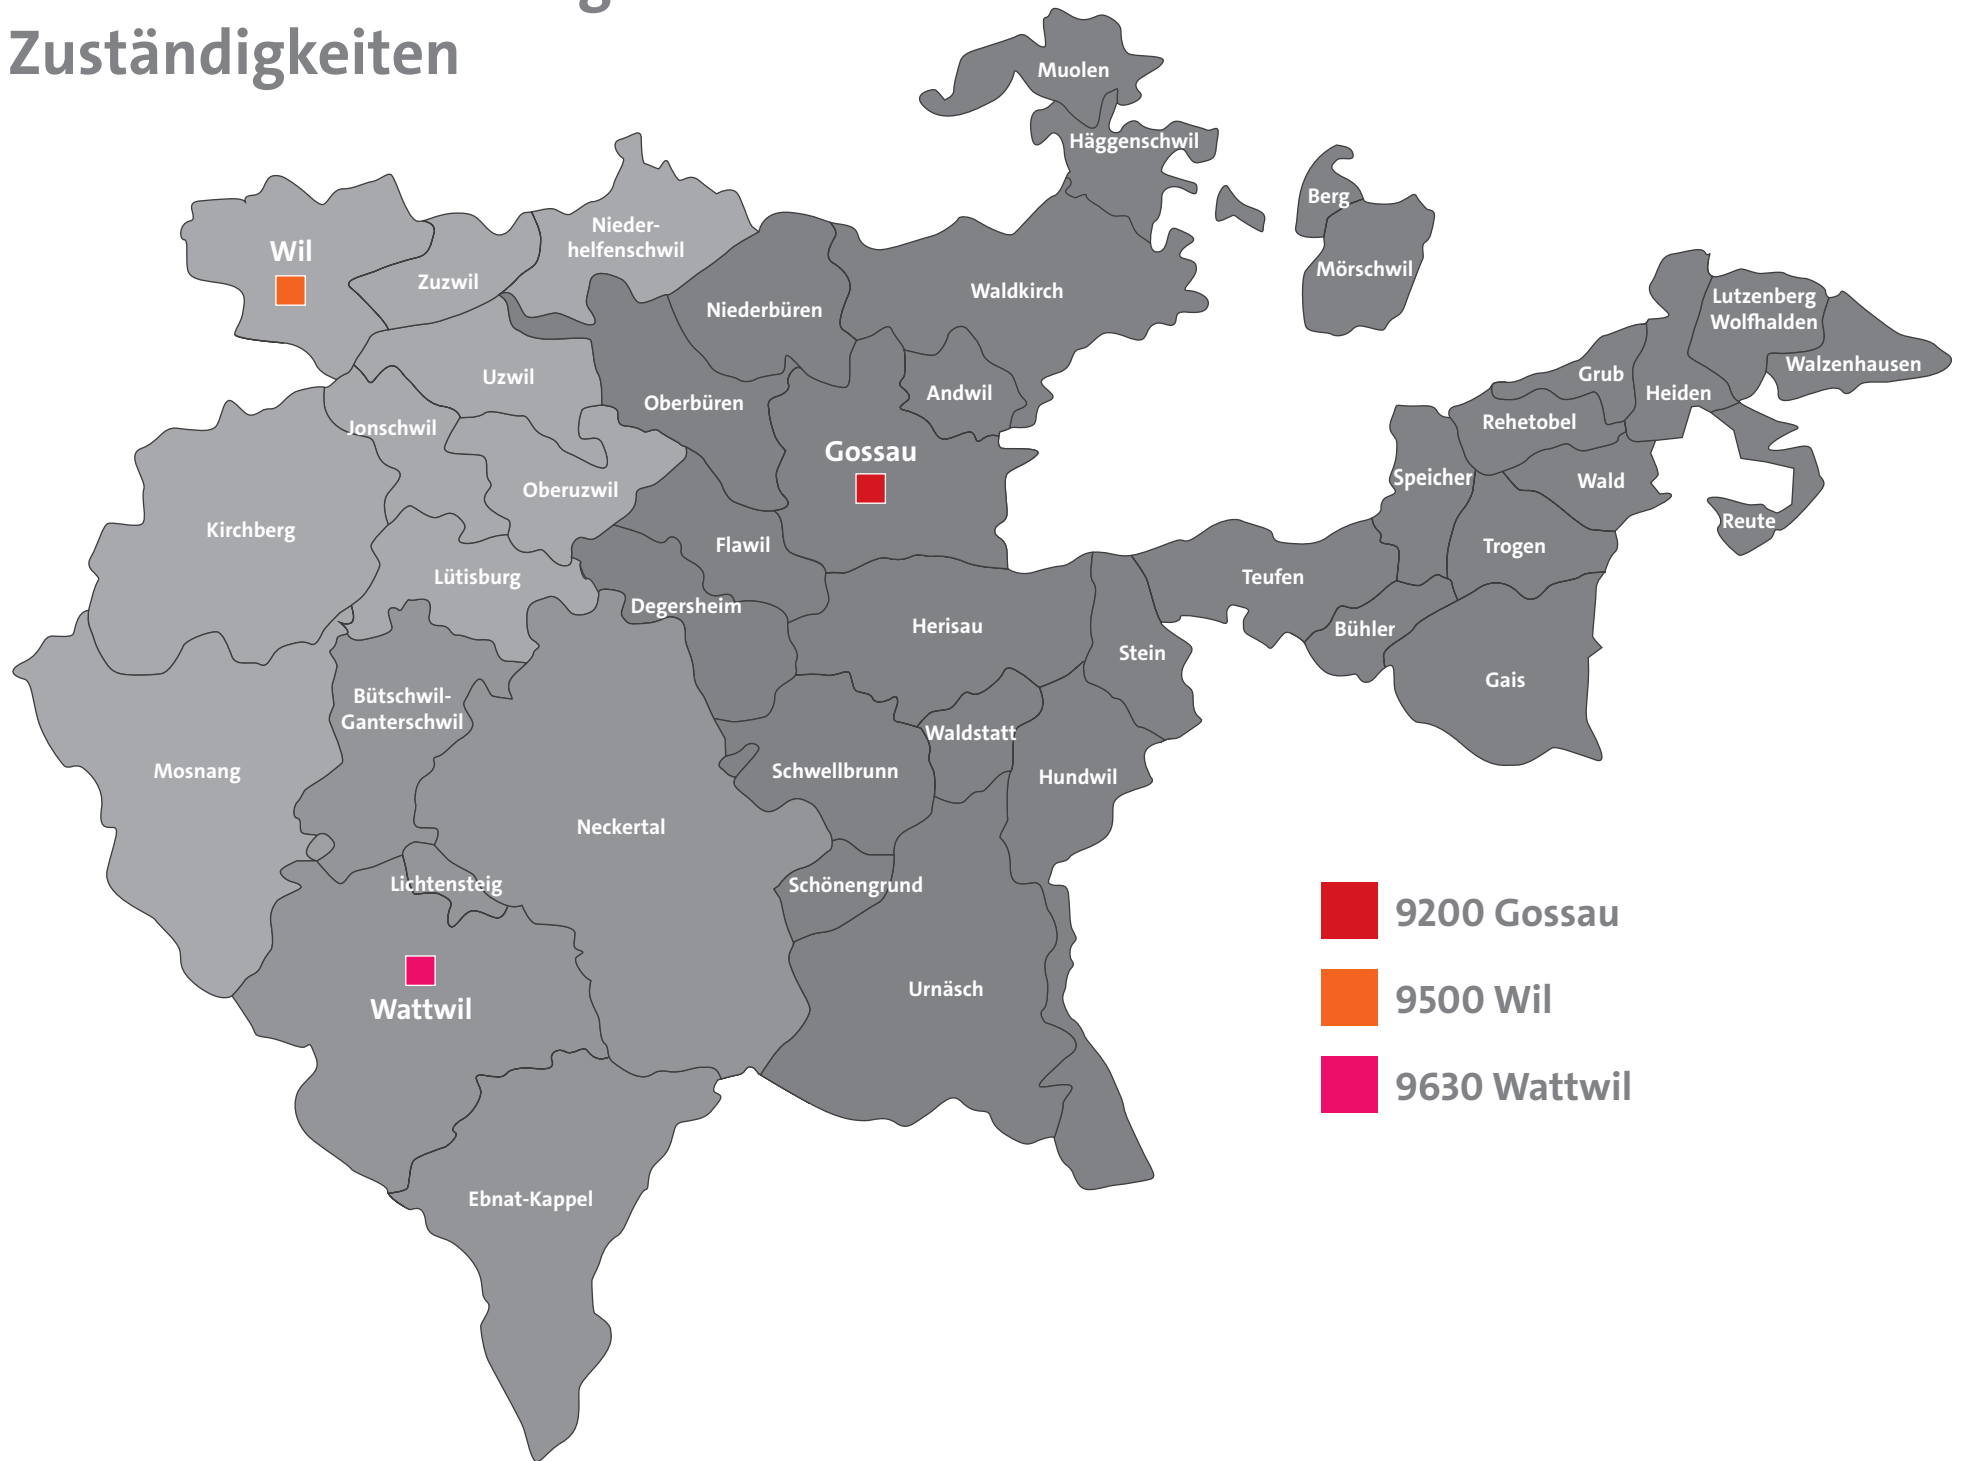 Zuständigkeiten
Muolen
Häggenschwil
Berg
Mörschwil
Nieder-
helfenschwil
Wil
Zuzwil
Niederbüren
Waldkirch
Lutzenberg
Wolfhalden
Walzenhausen
Grub
Heiden
Uzwil
Oberbüren
Andwil
Rehetobel
Jonschwil
Gossau
Speicher
Wald
Oberuzwil
Kirchberg
Reute
Flawil
Trogen
Lütisburg
Teufen
Degersheim
Herisau
Bühler
Stein
Gais
Bütschwil-
Ganterschwil
Waldstatt
Mosnang
Schwellbrunn
Hundwil
Neckertal
Lichtensteig
Schönengrund
Urnäsch
Wattwil
Ebnat-Kappel
9200 Gossau
9500 Wil
9630 Wattwil